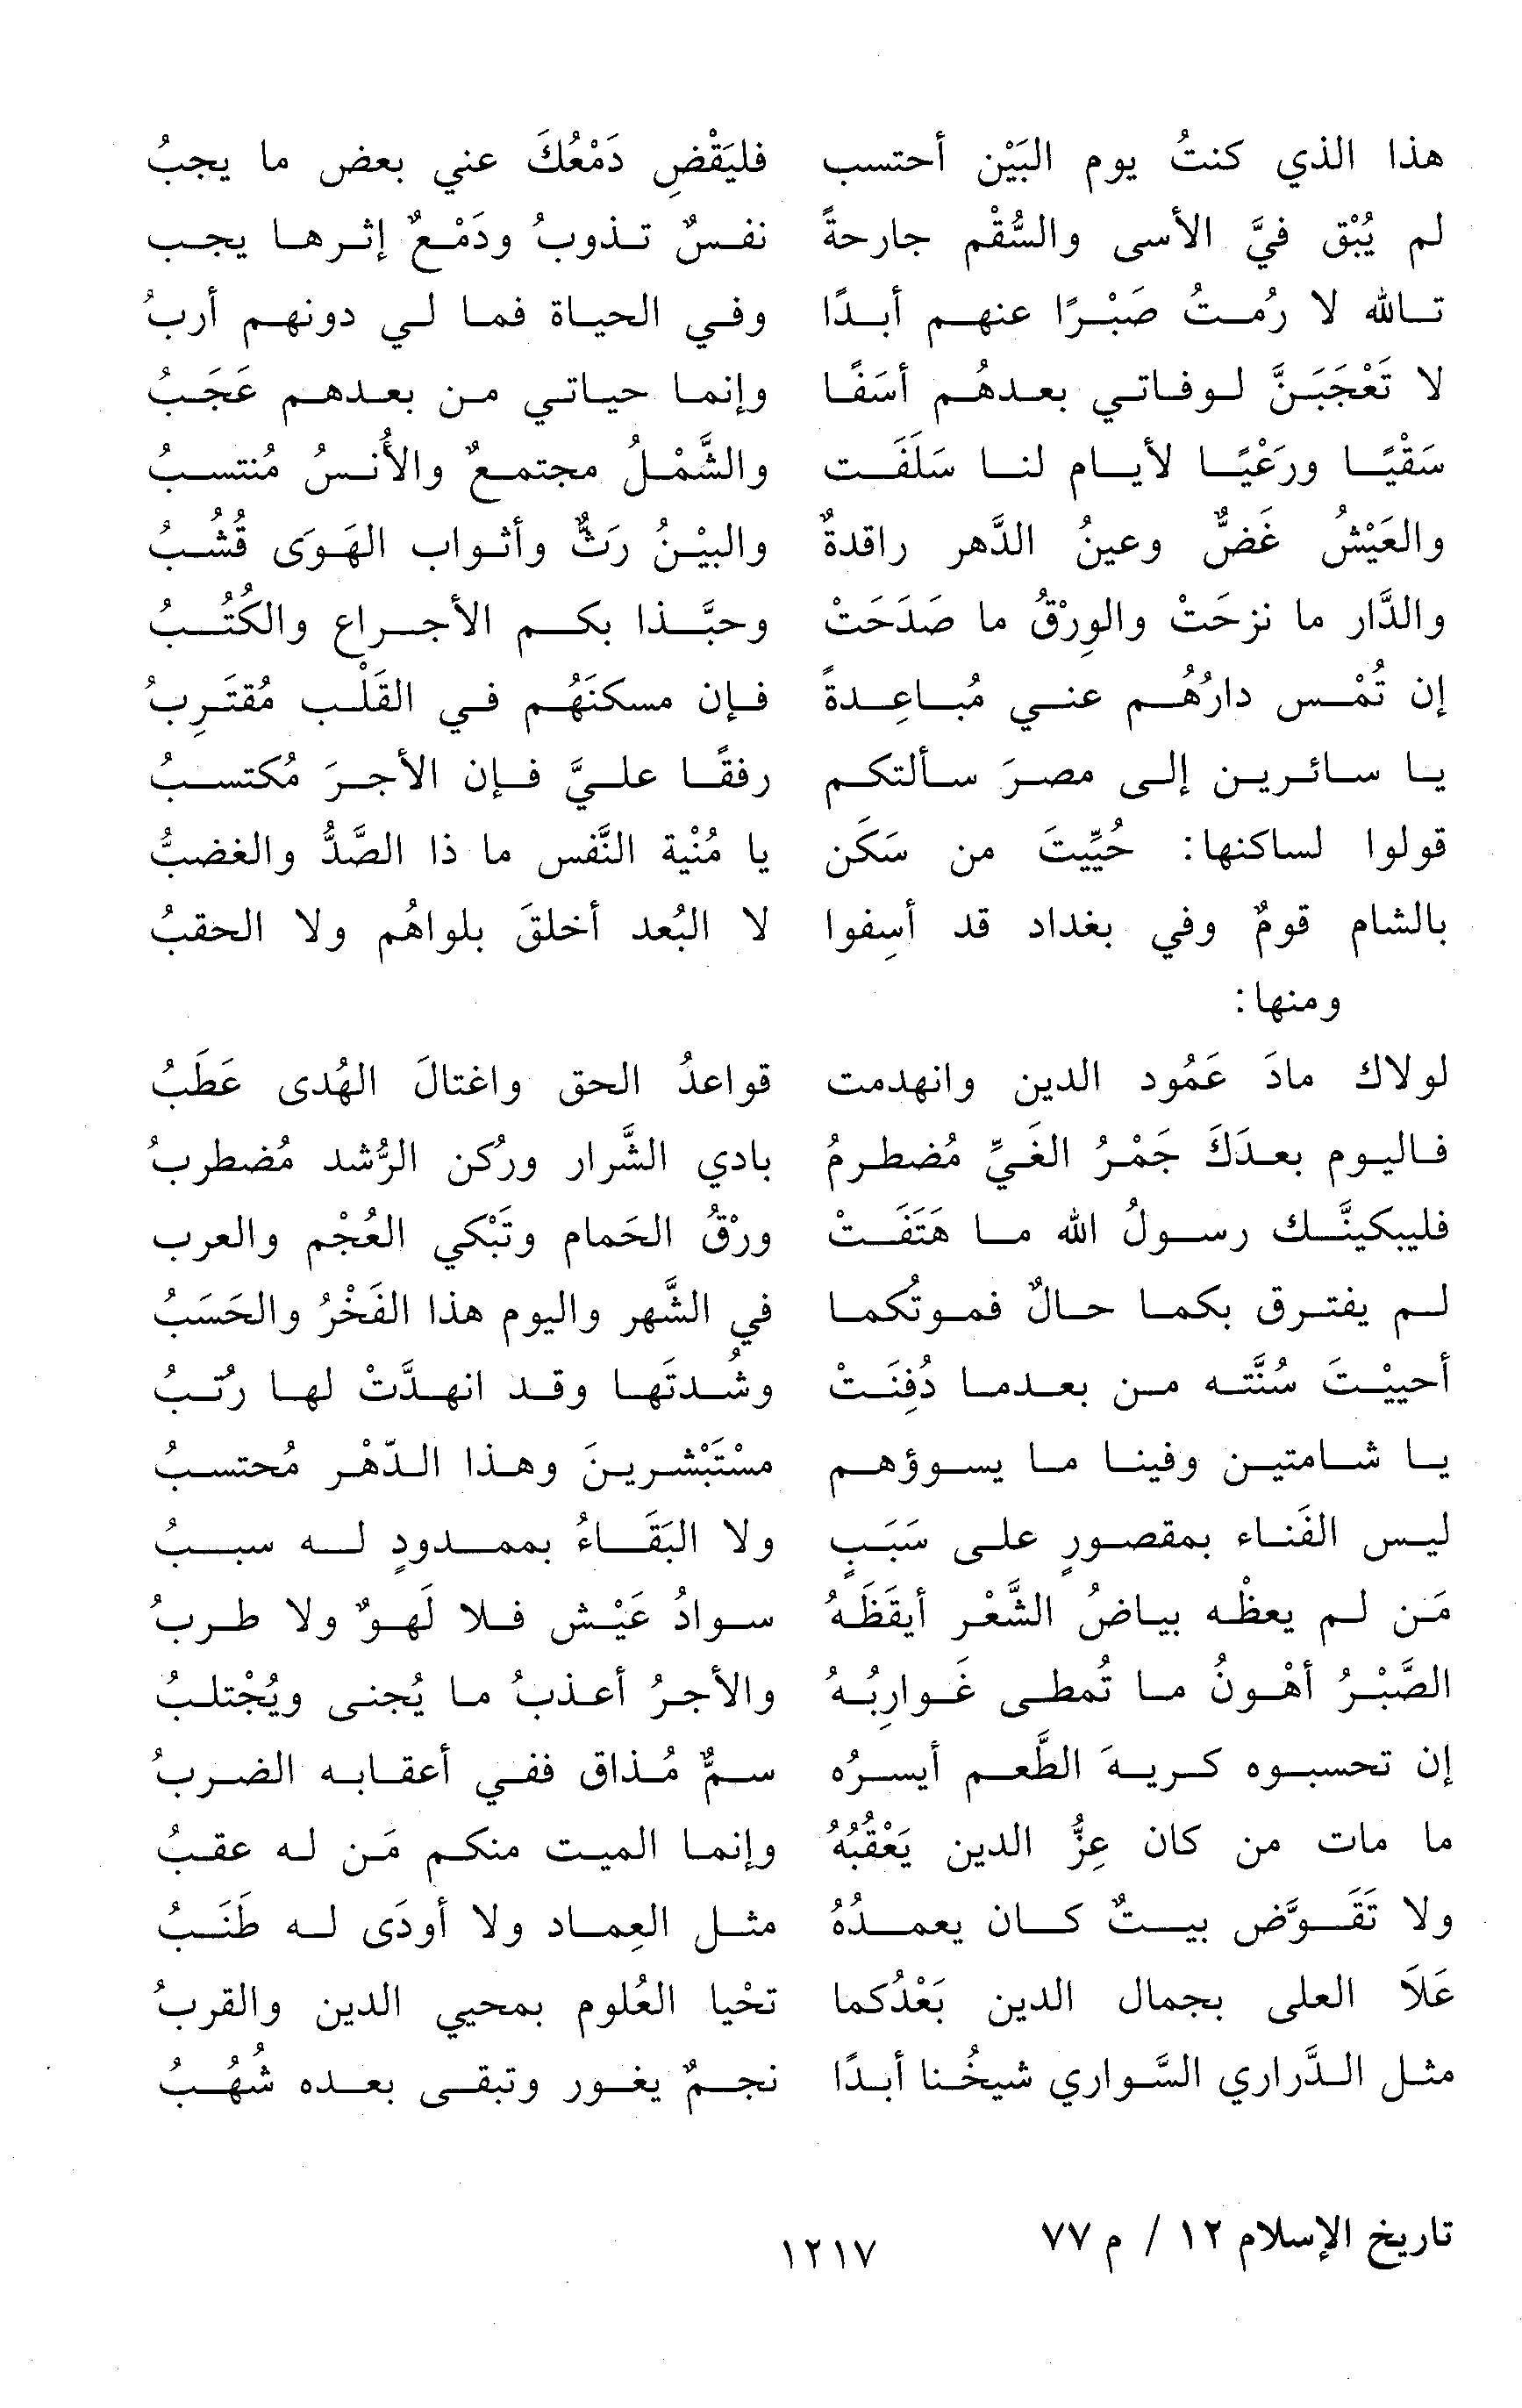 هذا الذي كنتُ يوم البَيْن أحتسب فليَقْضِ دَمْعُكَ عني بعض ما يجبُ
لم يُبْق فيَّ الأسى والسُّقْم جارحةً نفسٌ تذوبُ ودَمْعٌ إثرها يجب
تالله لا رُمتُ صَبْرًا عنهم أبدًا وفي الحياة فما لي دونهم أربُ
لا تَعْجَبَنَّ لوفاتي بعدهُم أسَفًا وإنما حياتي من بعدهم عَجَبُ
سَقْيًا ورَعْيًا لأيام لنا سَلَفَت والشَّمْلُ مجتمعٌ والأُنسُ مُنتسبُ
والعَيْشُ غَضٌّ وعينُ الدَّهر راقدةٌ والبيْنُ رَثٌّ وأثواب الهَوَى قُشُبُ
والدَّار ما نزحَتْ والوِرْقُ ما صَدَحَتْ وحبَّذا بكم الأجراع والكُتُبُ
إن تُمْس دارُهُم عني مُباعِدةً فإن مسكنَهُم في القَلْب مُقتَرِبُ
يا سائرين إلى مصرَ سألتكم رفقًا عليَّ فإن الأجرَ مُكتسبُ
قولوا لساكنها: حُيِّيتَ من سَكَن يا مُنْية النَّفس ما ذا الصَّدُّ والغضبُّ
بالشام قومٌ وفي بغداد قد أسِفوا لا البُعد أخلقَ بلواهُم ولا الحقبُ
ومنها:
لولاك مادَ عَمُود الدين وانهدمت قواعدُ الحق واغتالَ الهُدى عَطَبُ
فاليوم بعدَكَ جَمْرُ الغَيِّ مُضطرمُ بادي الشَّرار ورُكن الرُّشد مُضطربُ
فليبكينَّك رسولُ الله ما هَتَفَتْ ورْقُ الحَمام وتَبْكي العُجْم والعرب
لم يفترق بكما حالٌ فموتُكما في الشَّهر واليوم هذا الفَخْرُ والحَسَبُ
أحييْتَ سُنَّته من بعدما دُفِنَتْ وشُدتَها وقد انهدَّتْ لها رُتبُ
يا شامتين وفينا ما يسوؤهم مسْتَبْشرينَ وهذا الدّهْر مُحتسبُ
ليس الفَناء بمقصورٍ على سَبَبٍ ولا البَقَاءُ بممدودٍ له سببُ
مَن لم يعظْه بياضُ الشَّعْر أيقَظَهُ سوادُ عَيْش فلا لَهوٌ ولا طربُ
الصَّبْرُ أهْونُ ما تُمطى غَوارِبُهُ والأجرُ أعذبُ ما يُجنى ويُجْتلبُ
إن تحسبوه كريهَ الطَّعم أيسرُه سمٌّ مُذاق ففي أعقابه الضربُ
ما مات من كان عِزُّ الدين يَعْقُبُهُ وإنما الميت منكم مَن له عقبُ
ولا تَقَوَّض بيتٌ كان يعمدُهُ مثل العِماد ولا أودَى له طَنَبُ
عَلاَ العلى بجمال الدين بَعْدُكما تحْيا العُلوم بمحيي الدين والقربُ
مثل الدَّراري السَّواري شيخُنا أبدًا نجمٌ يغور وتبقى بعده شُهُبُ
تاريخ الإسلام ١٢ / م ٧٧
١٢١٧